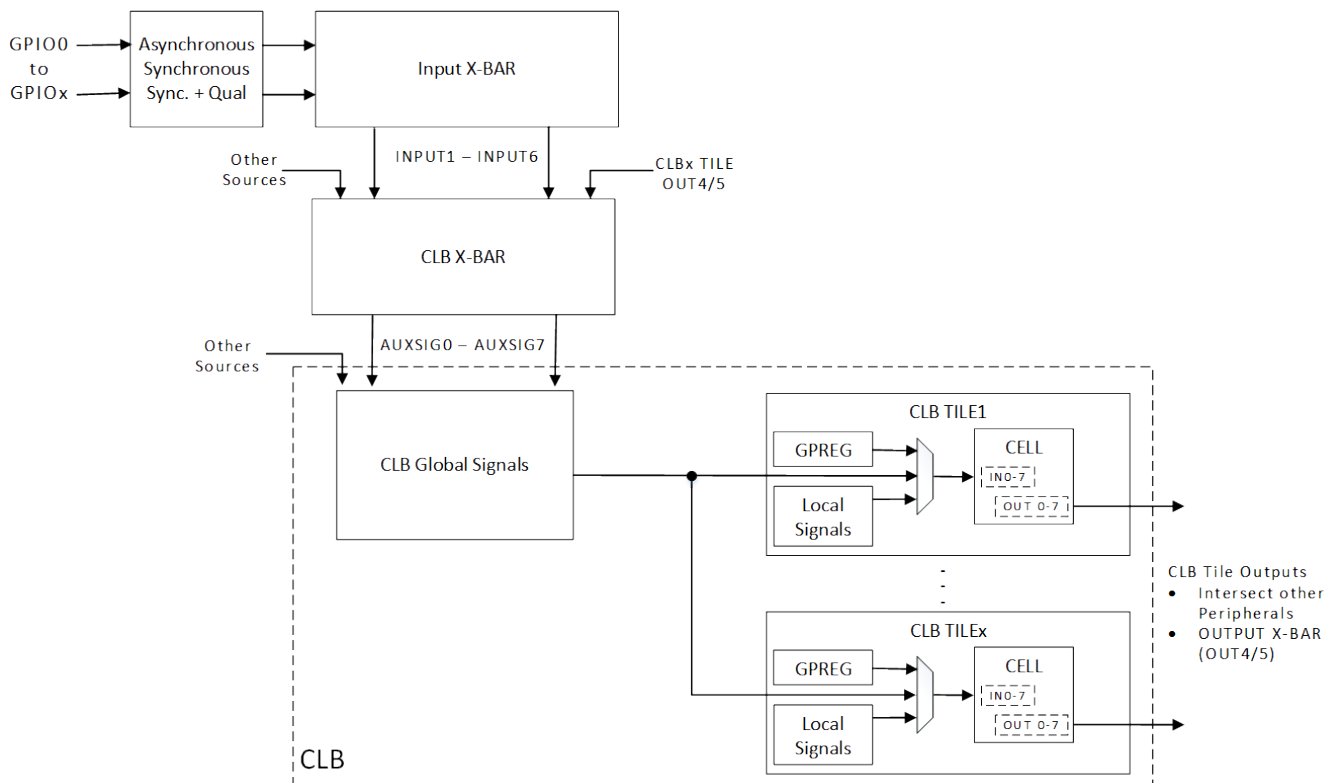 GPIO0
to
GPIOx
Asynchronous
Synchronous
Sync. + Qual
Input X-BAR
Other
Sources
INPUT1 – INPUT6
CLBx TILE
OUT4/5
CLB X-BAR
Other
Sources
AUXSIG0 – AUXSIG7
CLB Global Signals
CLB TILE1
GPREG
Local
Signals
CELL
IN0-7
OUT 0-7
CLB TILEx
GPREG
Local
Signals
CELL
IN0-7
OUT 0-7
CLB Tile Outputs
• Intersect other
Peripherals
• OUTPUT X-BAR
(OUT4/5)
CLB